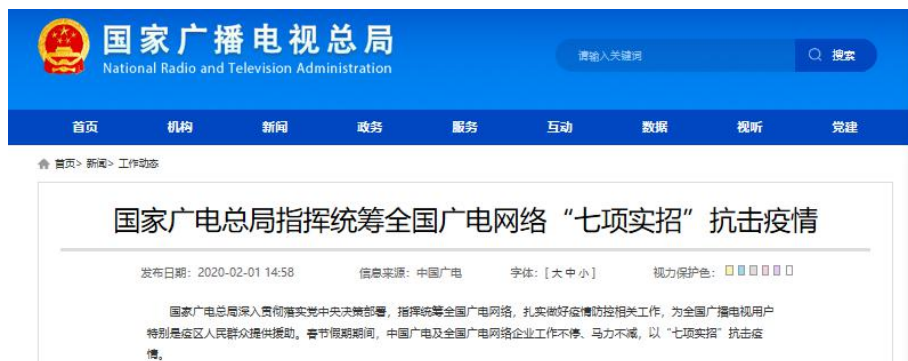 国家广播电视总局
National Radio and Television Administration
请输入关键词
搜索
首页 机构 新闻 政务 服务 互动 数据 视听 党建
首页> 新闻> 工作动态
国家广电总局指挥统筹全国广电网络“七项实招”抗击疫情
发布日期：2020-02-01 14:58 信息来源：中国广电 字体：[ 大 中 小 ] 视力保护色：
国家广电总局深入贯彻落实党中央决策部署，指挥统筹全国广电网络，扎实做好疫情防控相关工作，为全国广播电视用户
特别是疫区人民群众提供援助。春节假期期间，中国广电及全国广电网络企业工作不停、马力不减，以“七项实招”抗击疫
情。